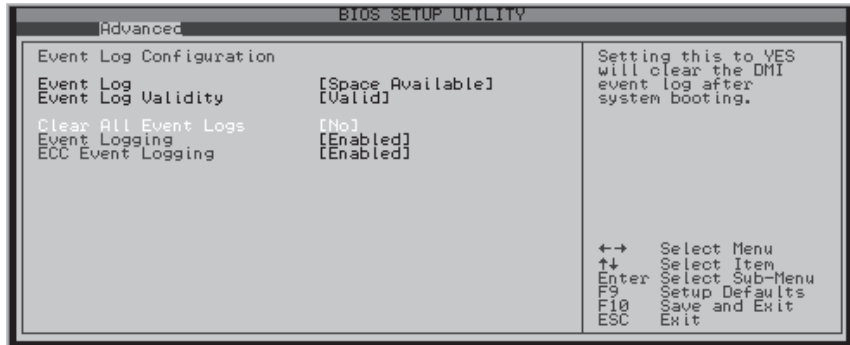 BIOS SETUP UTILITY
Advanced
Event Log Configuration
Event Log [Space Available]
Event Log Validity [Valid]
Clear All Event Logs [No]
Event Logging [Enabled]
ECC Event Logging [Enabled]
Setting this to YES
will clear the DMI
event log after
system booting.
←→ Select Menu
↑↓ Select Item
Enter Select Sub-Menu
F9 Setup Defaults
F10 Save and Exit
ESC Exit